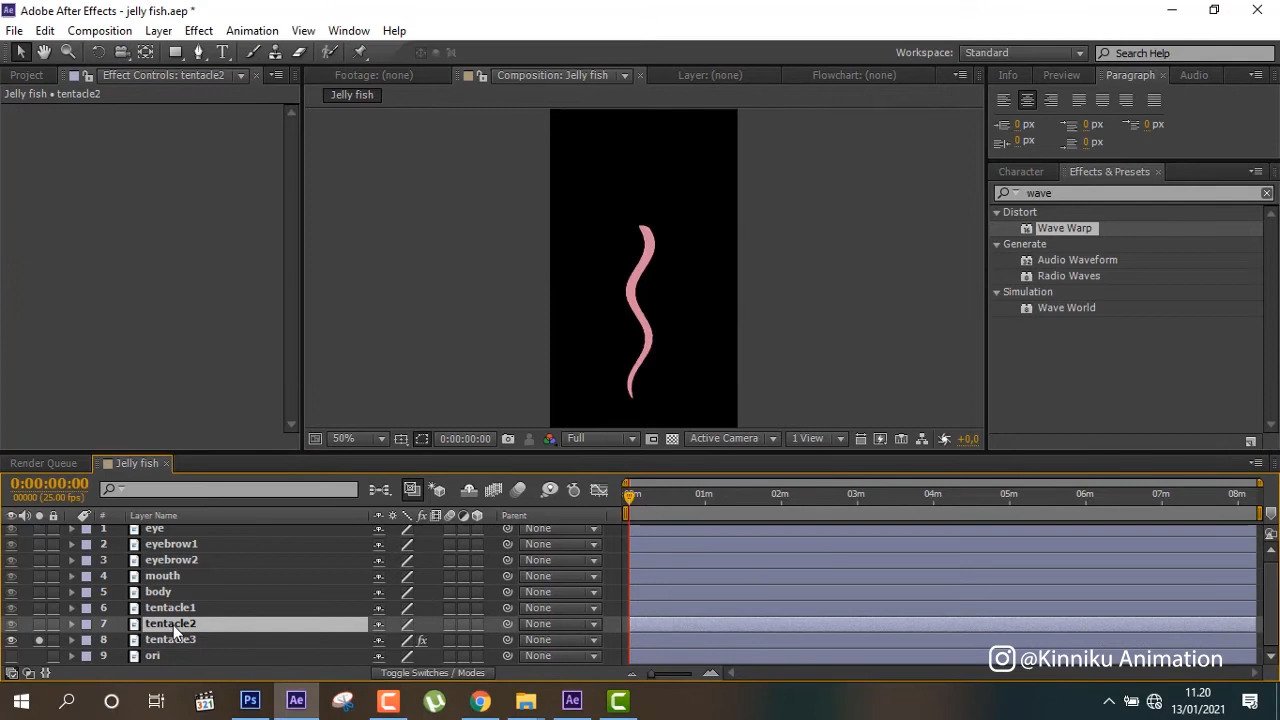 Adobe After Effects - jelly fish.aep *
File Edit Composition Layer Effect Animation View Window Help
Workspace: Standard Search Help
Project Effect Controls: tentacle2 Footage: (none) Composition: Jelly fish Layer: (none) Flowchart: (none) Info Preview Paragraph Audio
Jelly fish • tentacle2
Jelly fish
0 px 0 px 0 px
0 px 0 px
Character Effects & Presets
wave
Distort
Wave Warp
Generate
Audio Waveform
Radio Waves
Simulation
Wave World
50% 0:00:00:00 Full Active Camera 1 View +0,0
Render Queue Jelly fish
0:00:00:00
00000 (25.00 fps)
01m 02m 03m 04m 05m 06m 07m 08m
# Layer Name fx Parent
1 eye None
2 eyebrow1 None
3 eyebrow2 None
4 mouth None
5 body None
6 tentacle1 None
7 tentacle2 None
8 tentacle3 fx None
9 ori None
@Kinniku Animation
Toggle Switches / Modes
11.20
13/01/2021